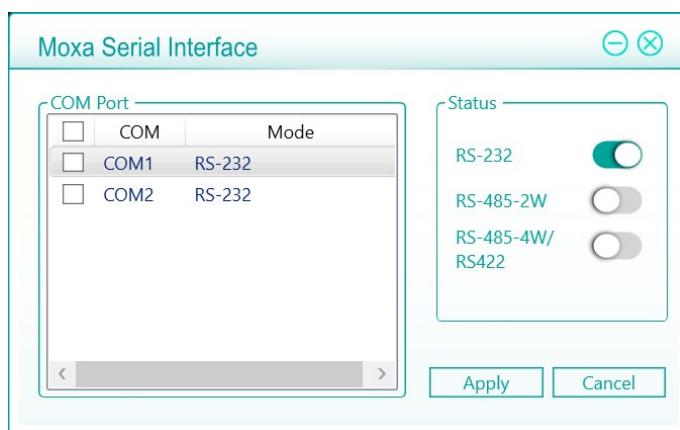 Moxa Serial Interface
COM Port
COM Mode
COM1 RS-232
COM2 RS-232
Status
RS-232
RS-485-2W
RS-485-4W/
RS422
Apply Cancel